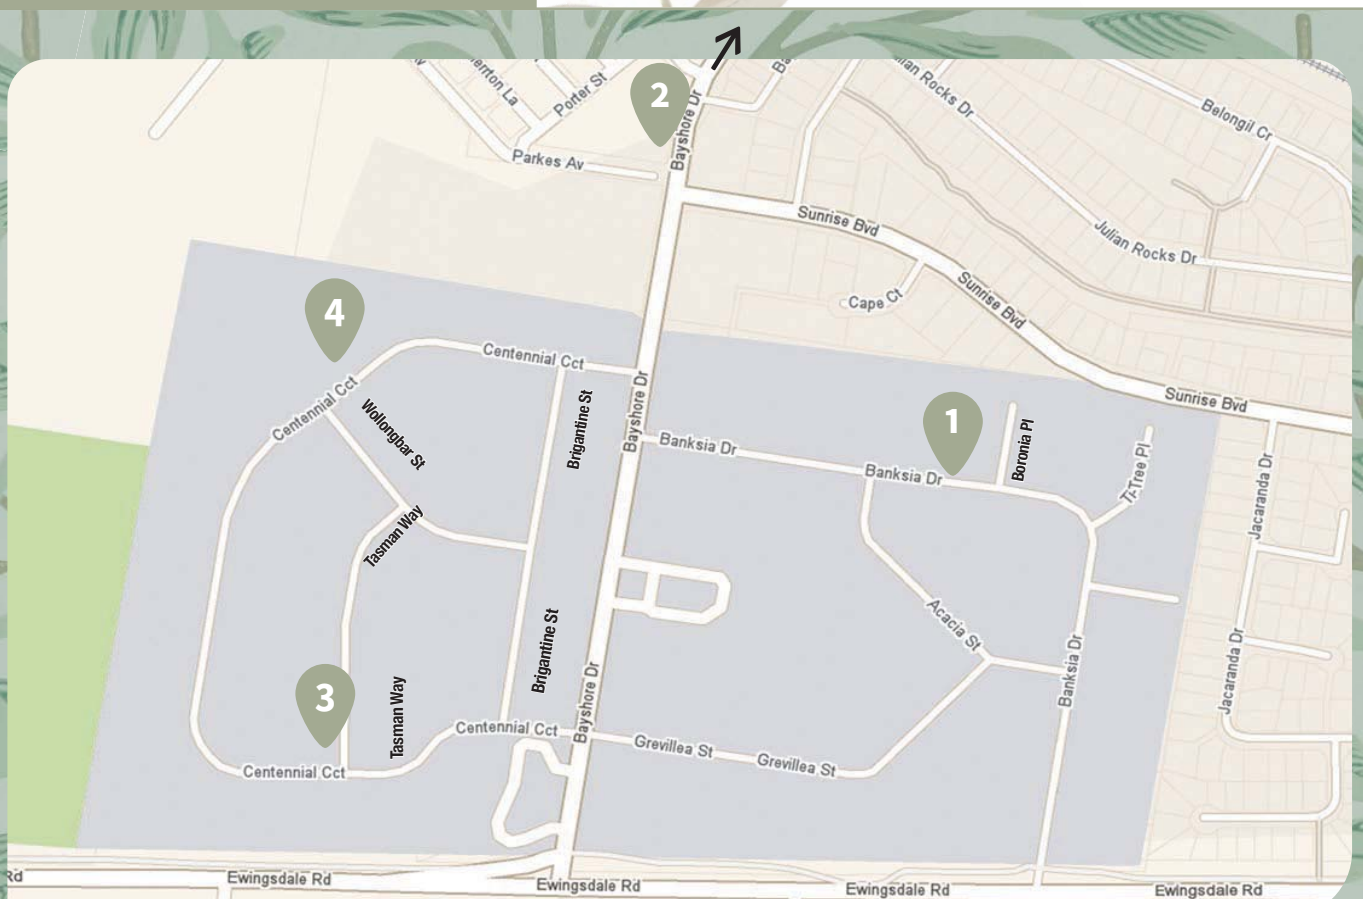 Porter St
2
Bayshore Dr
Julian Rocks Dr
Belongil Cr
Parkes Av
Sunrise Bvd
Julian Rocks Dr
Cape Ct
Sunrise Bvd
4
Centennial Cct
Bayshore Dr
Sunrise Bvd
Centennial Cct
Wollongbar St
Brigantine St
1
Banksia Dr
Banksia Dr
Boronia Pl
Ti-Tree Pl
Jacaranda Dr
Tasman Way
Acacia St
Brigantine St
Banksia Dr
Jacaranda Dr
3
Tasman Way
Bayshore Dr
Centennial Cct
Grevillea St
Grevillea St
Centennial Cct
Rd
Ewingsdale Rd
Ewingsdale Rd
Ewingsdale Rd
Ewingsdale Rd